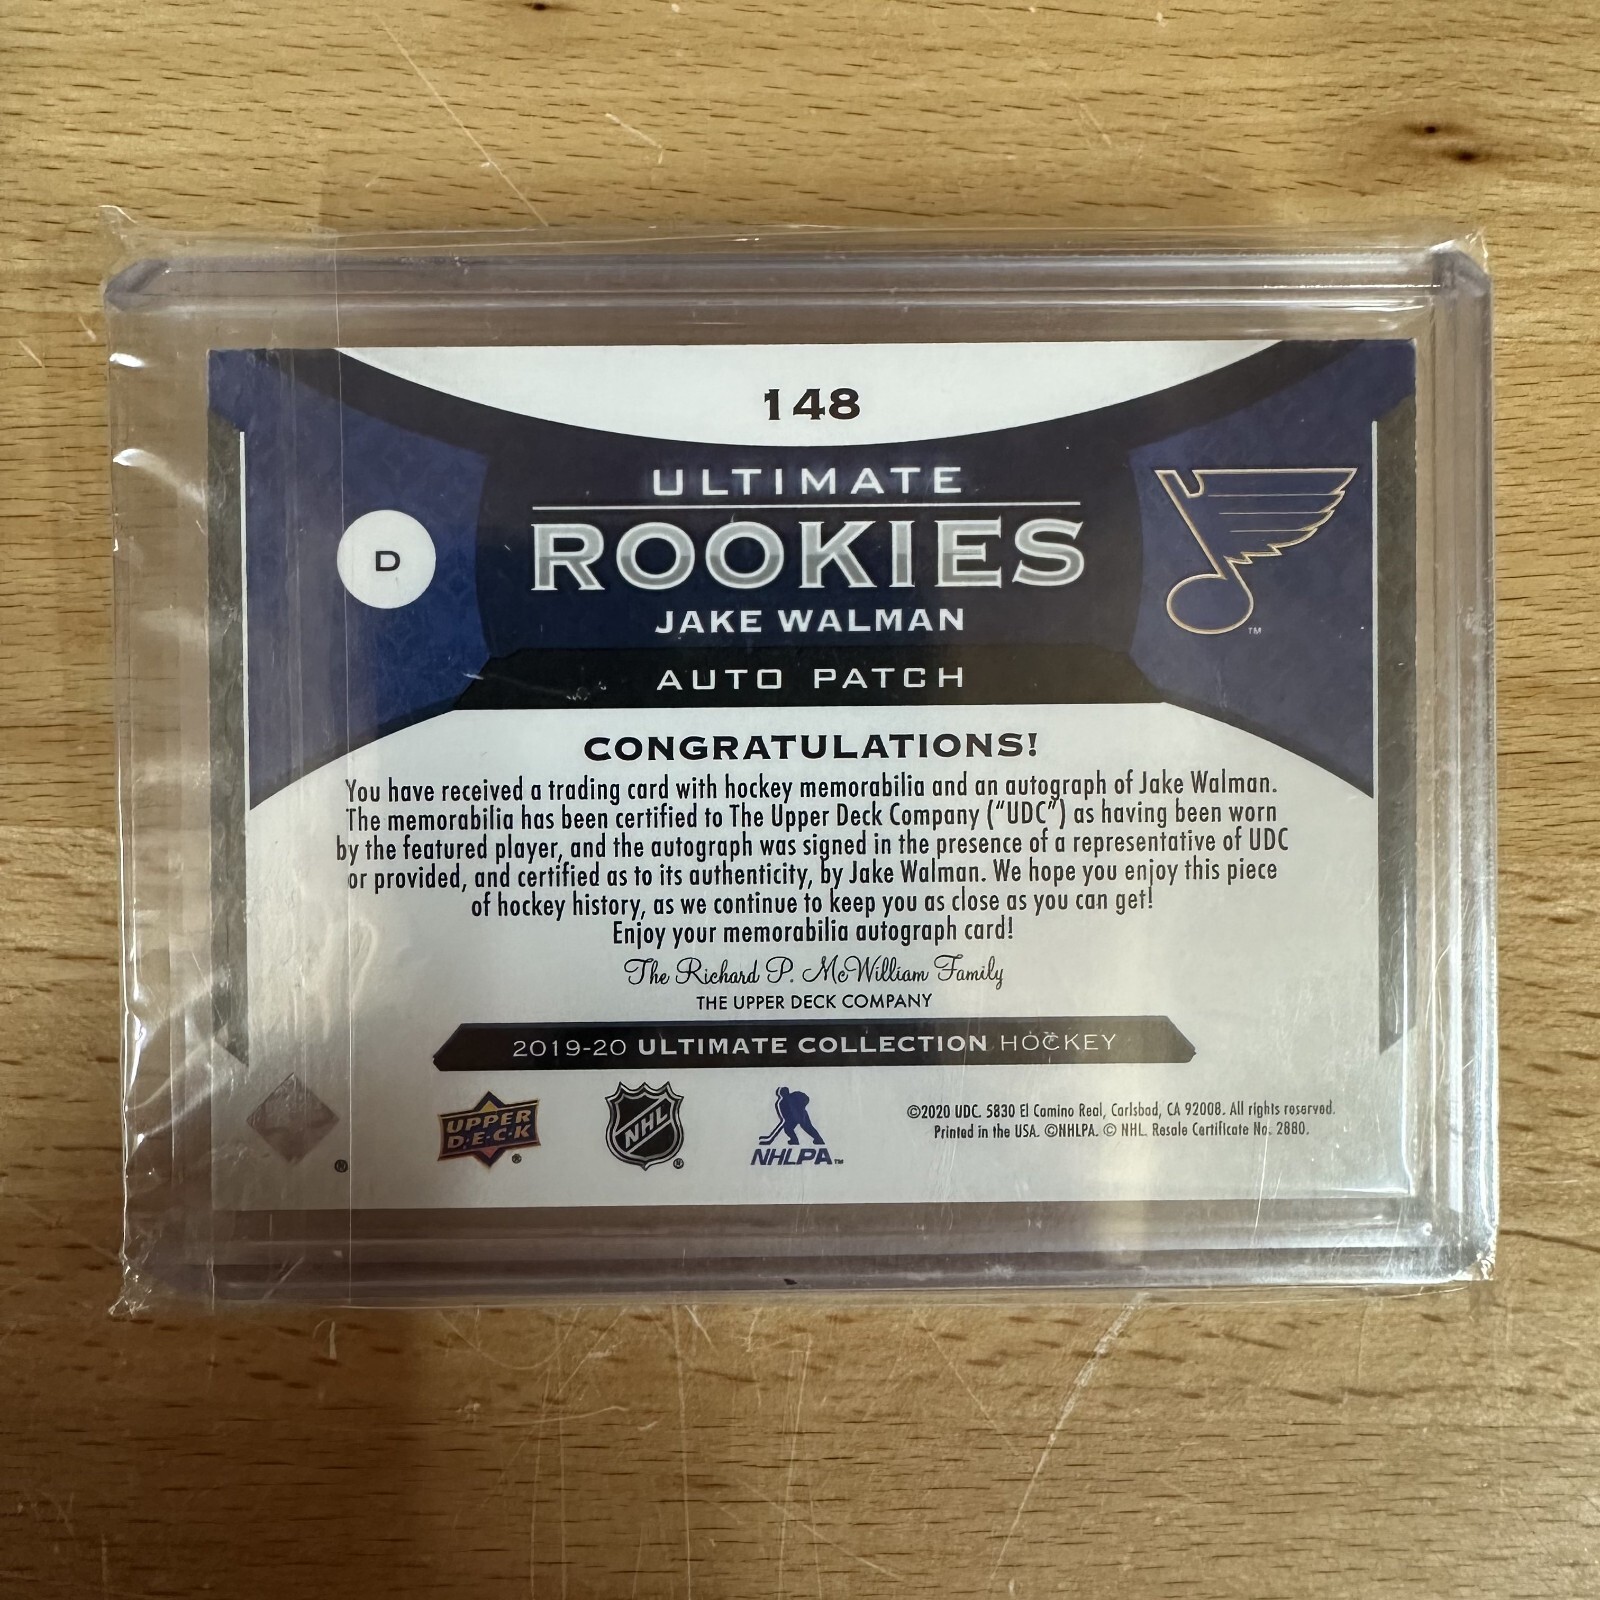 148
ULTIMATE
ROOKIES
D
JAKE WALMAN
TM
AUTO PATCH
CONGRATULATIONS!
You have received a trading card with hockey memorabilia and an autograph of Jake Walman.
The memorabilia has been certified to The Upper Deck Company (“UDC”) as having been worn
by the featured player, and the autograph was signed in the presence of a representative of UDC
or provided, and certified as to its authenticity, by Jake Walman. We hope you enjoy this piece
of hockey history, as we continue to keep you as close as you can get!
Enjoy your memorabilia autograph card!
The Richard P. McWilliam Family
THE UPPER DECK COMPANY
2019-20 ULTIMATE COLLECTION HOCKEY
®
UPPER
D·E·C·K
®
NHL
®
NHLPA
TM
©2020 UDC. 5830 El Camino Real, Carlsbad, CA 92008. All rights reserved.
Printed in the USA. ©NHLPA. © NHL. Resale Certificate No. 2880.